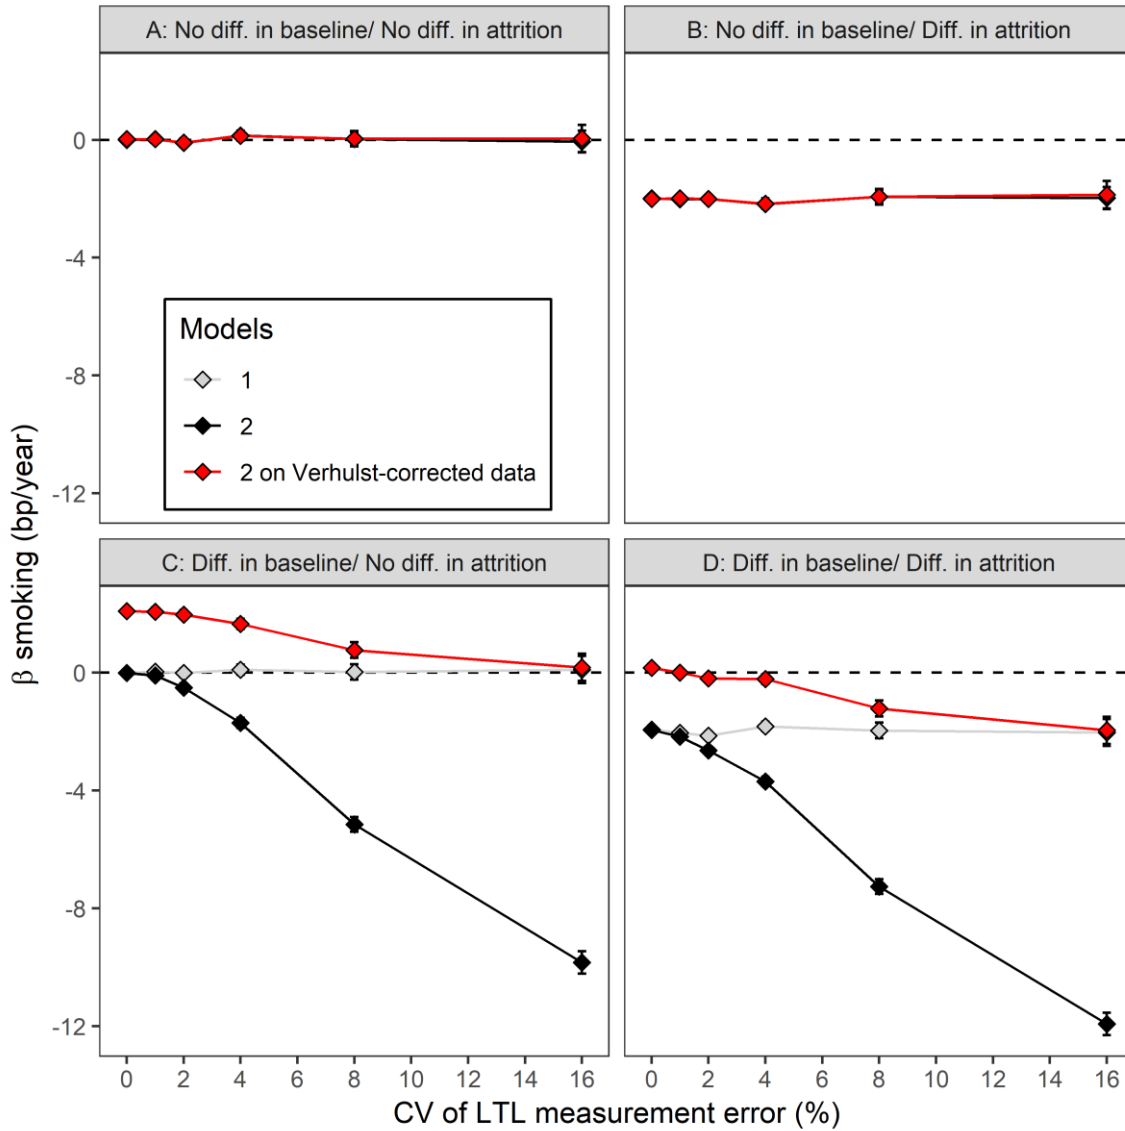 A: No diff. in baseline/ No diff. in attrition
B: No diff. in baseline/ Diff. in attrition
0
-4
-8
-12
Models
1
2
2 on Verhulst-corrected data
β smoking (bp/year)
C: Diff. in baseline/ No diff. in attrition
D: Diff. in baseline/ Diff. in attrition
0
-4
-8
-12
0 2 4 6 8 10 12 14 16
0 2 4 6 8 10 12 14 16
CV of LTL measurement error (%)